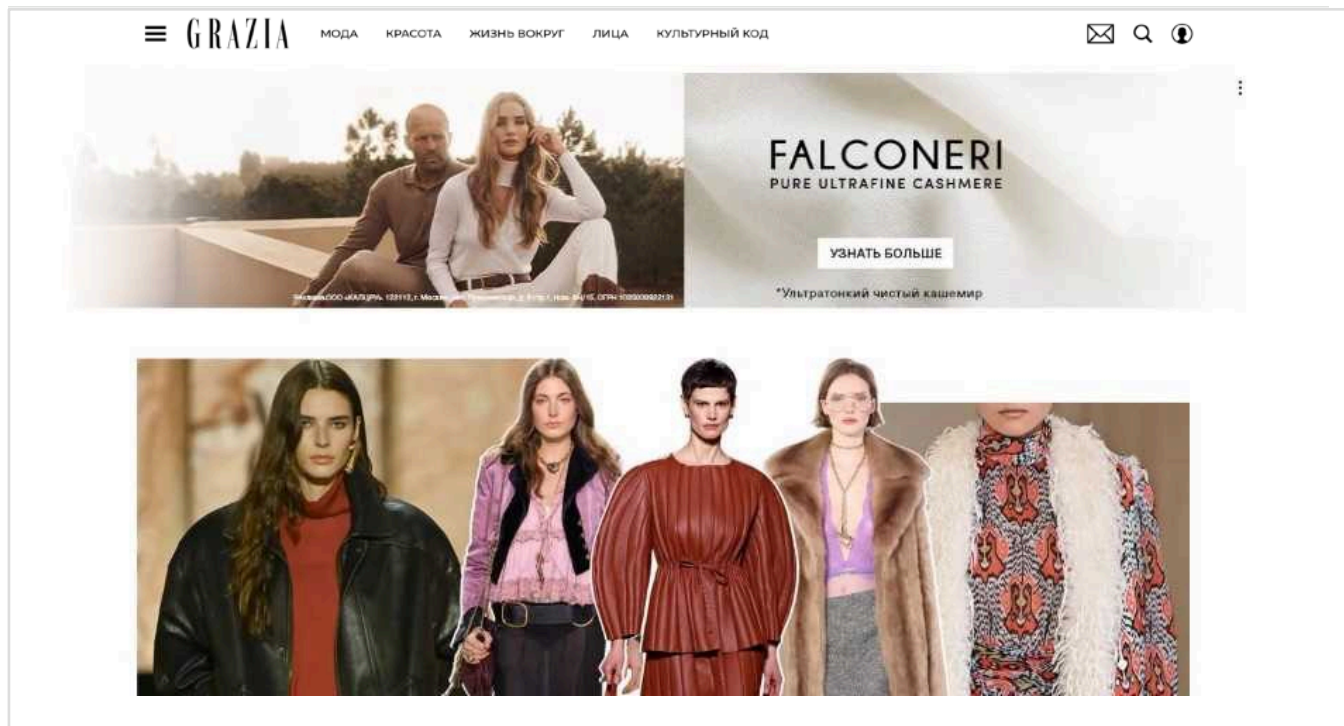 GRAZIA
МОДА
КРАСОТА
ЖИЗНЬ ВОКРУГ
ЛИЦА
КУЛЬТУРНЫЙ КОД
FALCONERI
PURE ULTRAFINE CASHMERE
УЗНАТЬ БОЛЬШЕ
*Ультратонкий чистый кашемир